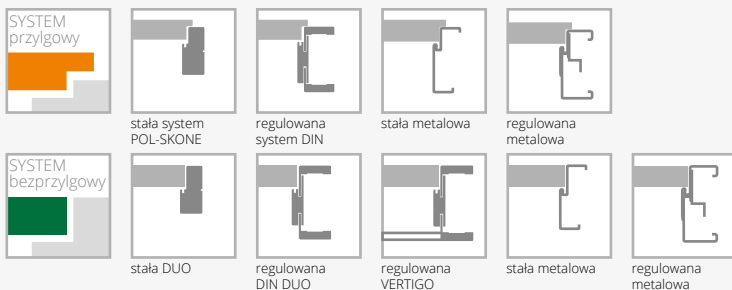 SYSTEM
przylgowy
stała system
POL-SKONE
regulowana
system DIN
stała metalowa
regulowana
metalowa
SYSTEM
bezprzylgowy
stała DUO
regulowana
DIN DUO
regulowana
VERTIGO
stała metalowa
regulowana
metalowa